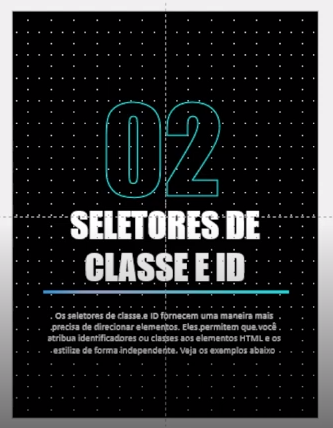 02
SELETORES DE
CLASSE E ID
Os seletores de classe e ID fornecem uma maneira mais
precisa de direcionar elementos. Eles permitem que você
atribua identificadores ou classes aos elementos HTML e os
estilize de forma independente. Veja os exemplos abaixo